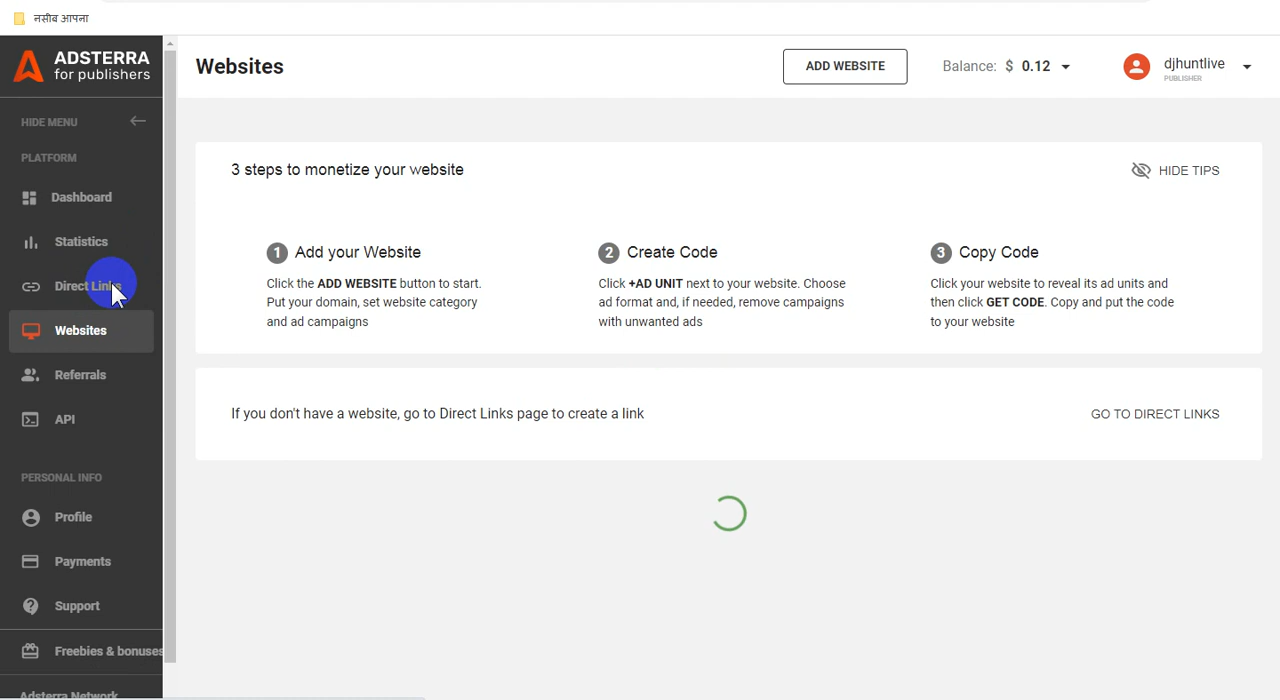 नसीब आपना
ADSTERRA
for publishers
Websites
ADD WEBSITE
Balance: $ 0.12
djhuntlive
PUBLISHER
HIDE MENU
PLATFORM
Dashboard
Statistics
Direct Links
Websites
Referrals
API
PERSONAL INFO
Profile
Payments
Support
Freebies & bonuses
Adsterra Network
3 steps to monetize your website
HIDE TIPS
1 Add your Website
Click the ADD WEBSITE button to start.
Put your domain, set website category
and ad campaigns
2 Create Code
Click +AD UNIT next to your website. Choose
ad format and, if needed, remove campaigns
with unwanted ads
3 Copy Code
Click your website to reveal its ad units and
then click GET CODE. Copy and put the code
to your website
If you don't have a website, go to Direct Links page to create a link
GO TO DIRECT LINKS